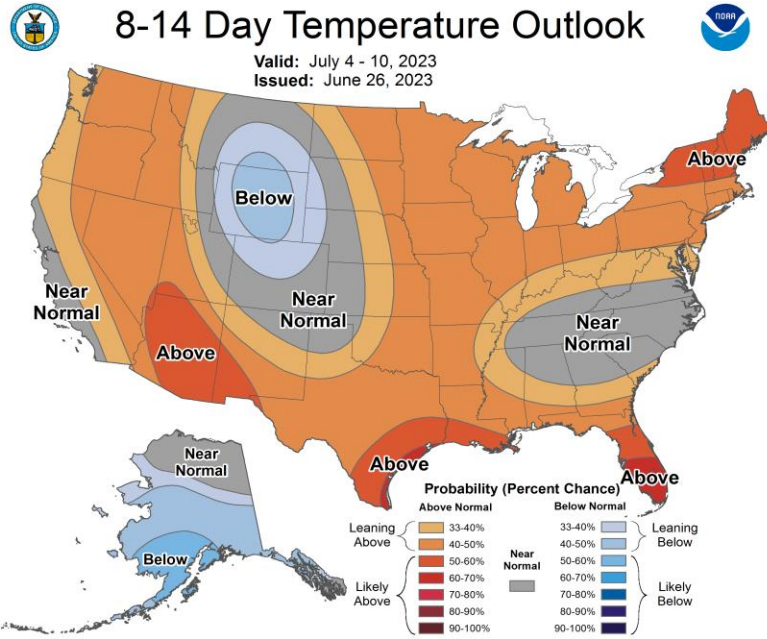 8-14 Day Temperature Outlook
NOAA
Valid: July 4 - 10, 2023
Issued: June 26, 2023
Above
Below
Near
Normal
Near
Normal
Near
Normal
Above
Above
Above
Near
Normal
Below
Probability (Percent Chance)
Above Normal
Below Normal
Leaning
Above
33-40%
40-50%
Likely
Above
50-60%
60-70%
70-80%
80-90%
90-100%
Near
Normal
33-40%
40-50%
Leaning
Below
50-60%
60-70%
70-80%
80-90%
90-100%
Likely
Below